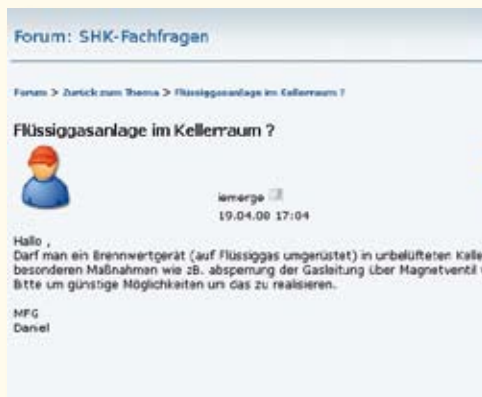 Forum: SHK-Fachfragen
Forum > Zurück zum Thema > Flüssiggasanlage im Kellerraum ?
Flüssiggasanlage im Kellerraum ?
iemerge
19.04.08 17:04
Hallo ,
Darf man ein Brennwertgerät (auf Flüssiggas umgerüstet) in unbelüfteten Kelle
besonderen Maßnahmen wie zB. absperrung der Gasleitung über Magnetventil
Bitte um günstige Möglichkeiten um das zu realisieren.
MFG
Daniel